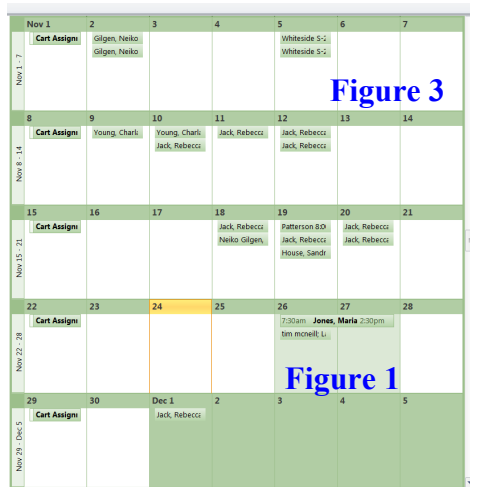 Nov 1 2 3 4 5 6 7
Nov 1 - 7
Cart Assignı Gilgen, Neiko Whiteside S-2
Gilgen, Neiko Whiteside S-2
Figure 3
8 9 10 11 12 13 14
Nov 8 - 14
Cart Assignı Young, Charlı Young, Charlı Jack, Rebecca Jack, Rebecca
Jack, Rebecca Jack, Rebecca
15 16 17 18 19 20 21
Nov 15 - 21
Cart Assignı Jack, Rebecca Patterson 8:0 Jack, Rebecca
Neiko Gilgen, Jack, Rebecca Jack, Rebecca
House, Sandr
22 23 24 25 26 27 28
Nov 22 - 28
Cart Assignı 7:30am Jones, Maria 2:30pm
tim mcneill; Lı
Figure 1
29 30 Dec 1 2 3 4 5
Nov 29 - Dec 5
Cart Assignı Jack, Rebecca